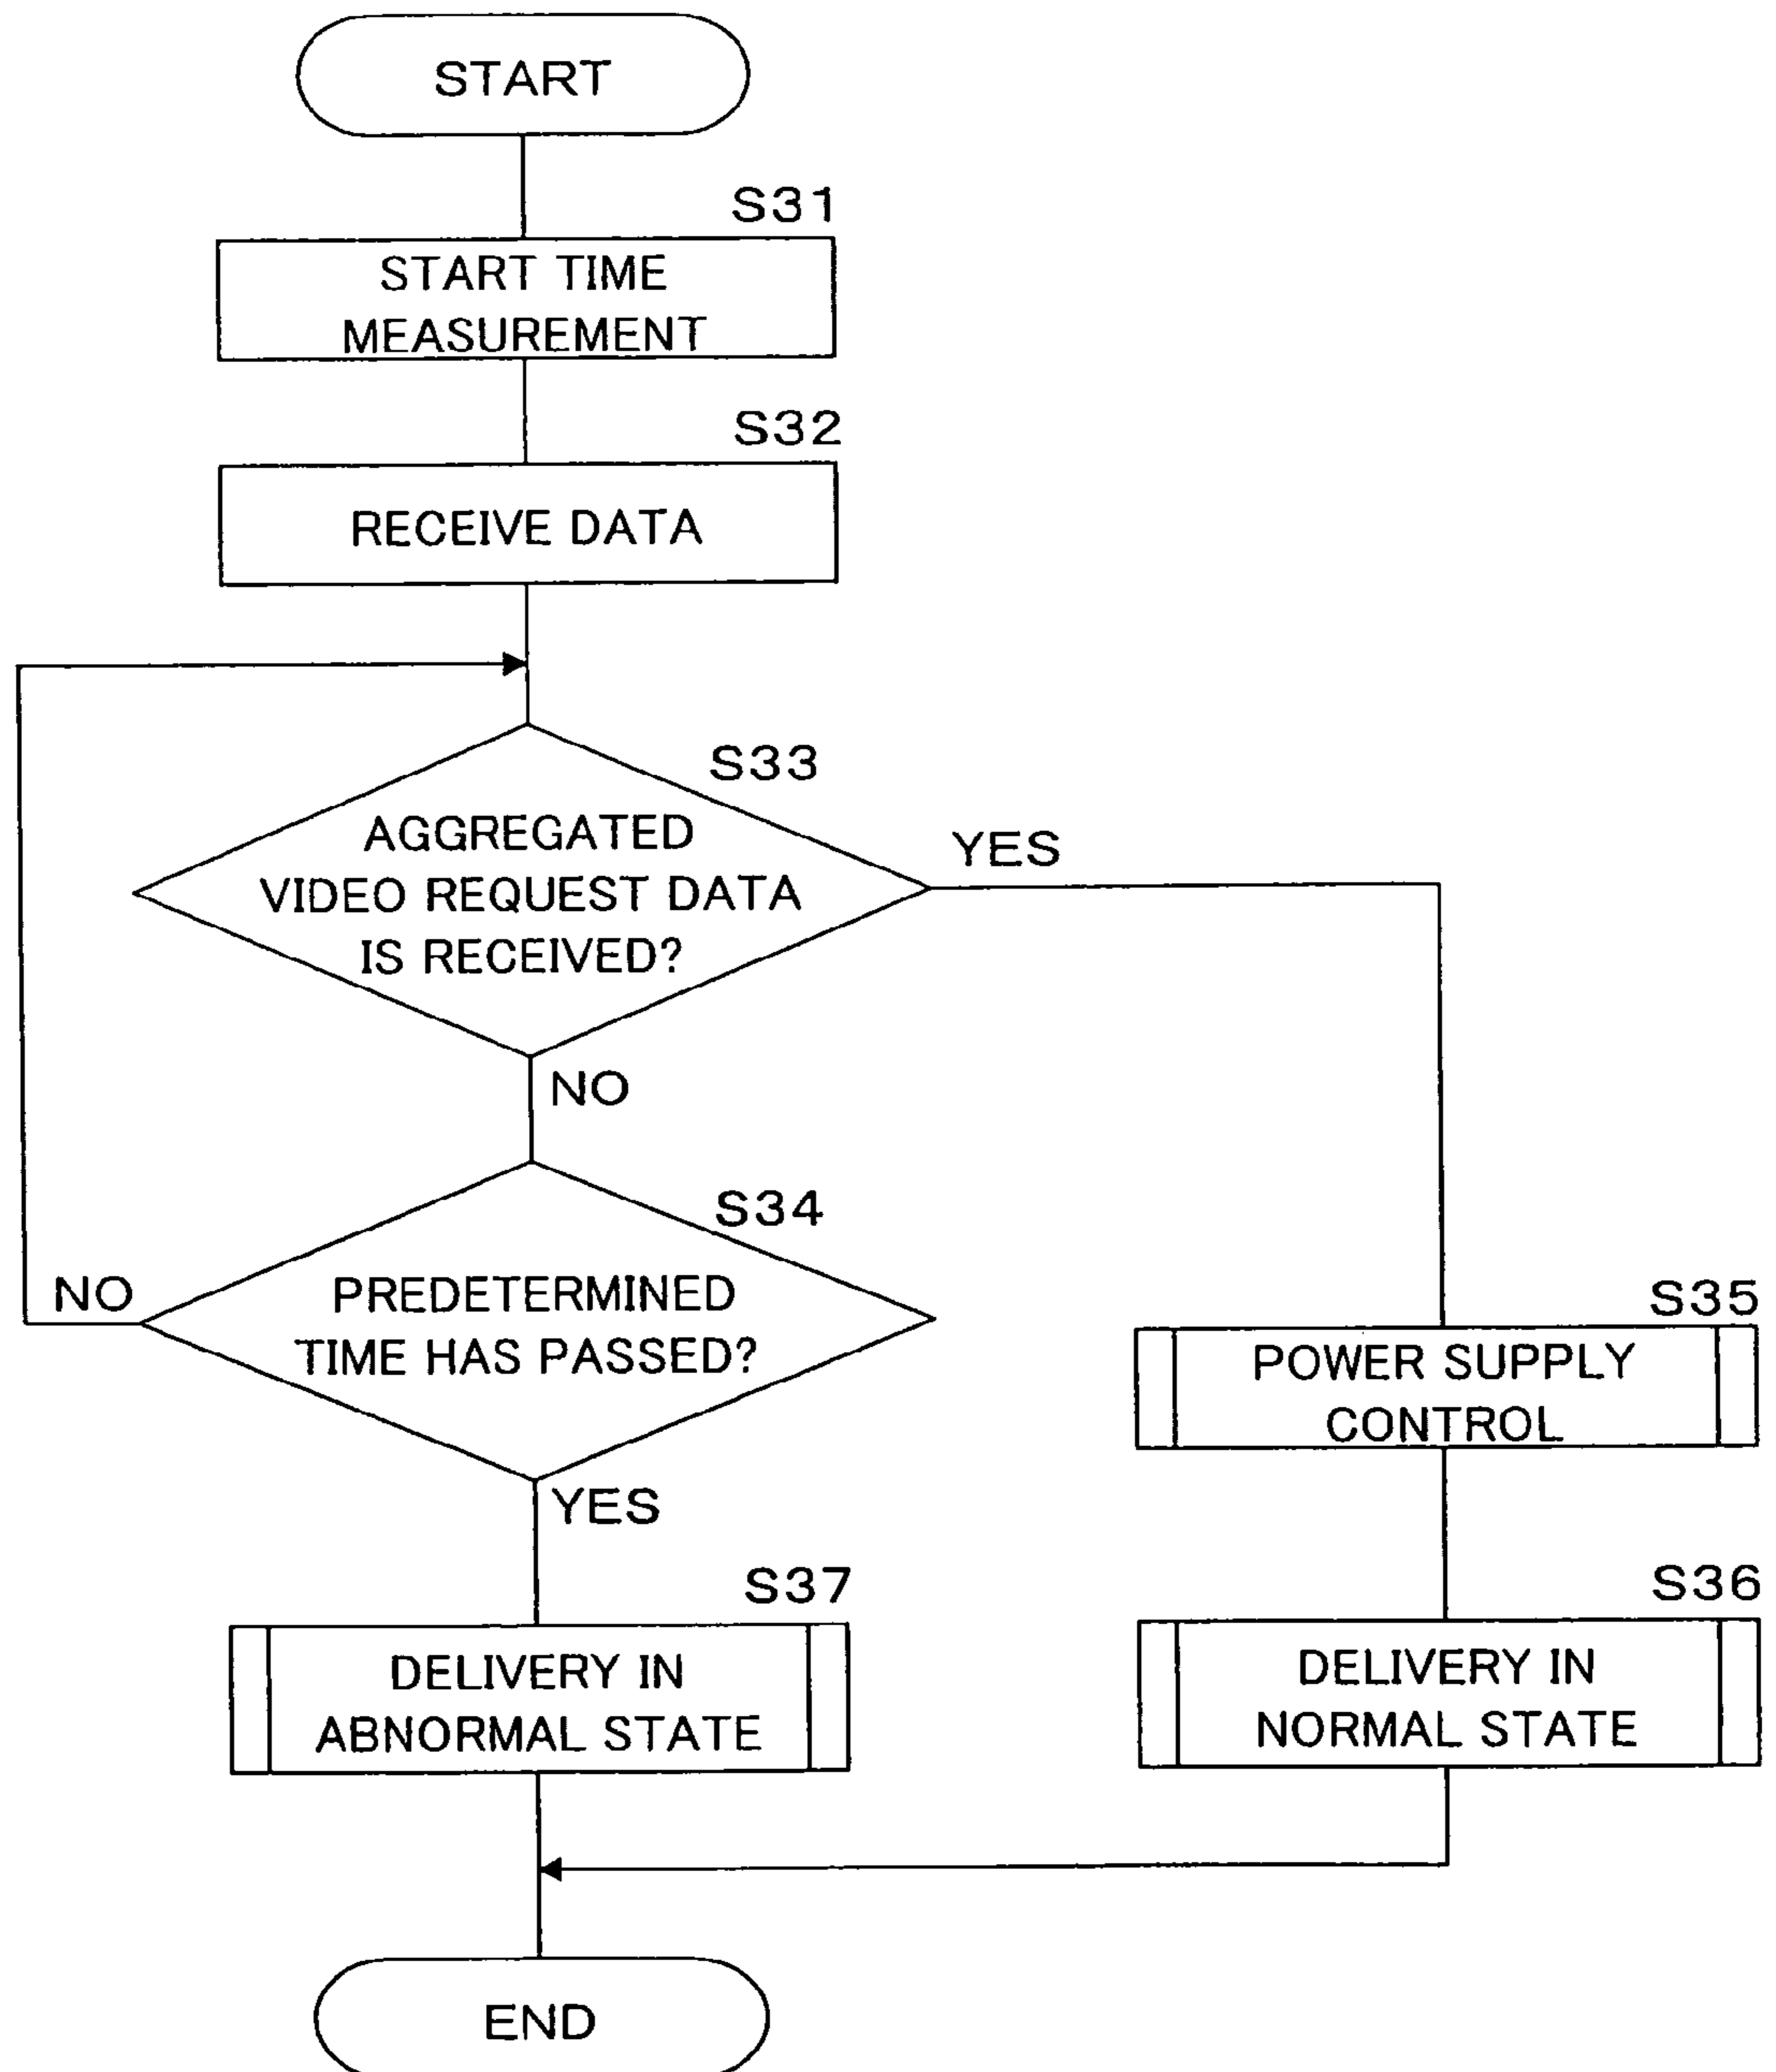 START
S31
START TIME
MEASUREMENT
S32
RECEIVE DATA
S33
AGGREGATED
VIDEO REQUEST DATA
IS RECEIVED?
YES
NO
S34
PREDETERMINED
TIME HAS PASSED?
NO
YES
S35
POWER SUPPLY
CONTROL
S37
DELIVERY IN
ABNORMAL STATE
S36
DELIVERY IN
NORMAL STATE
END